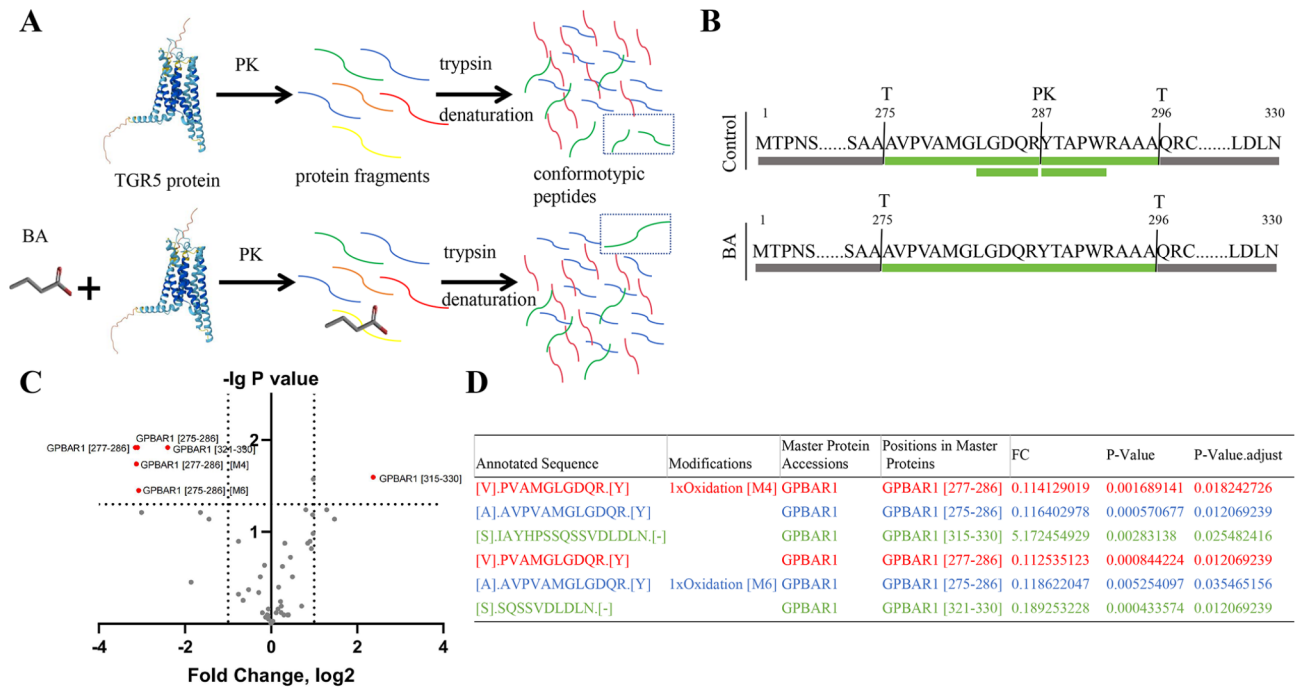 A
PK
trypsin
denaturation
TGR5 protein
protein fragments
conformotypic
peptides
BA
PK
trypsin
denaturation
B
Control
T
PK
T
1
275
287
296
330
MTPNS......SAAAVPVAMGLGDQRYTAPWRAAAQRC.......LDLN
BA
T
T
1
275
296
330
MTPNS......SAAAVPVAMGLGDQRYTAPWRAAAQRC.......LDLN
C
-lg P value
2
1
GPBAR1 [275-286]
GPBAR1 [277-286]
GPBAR1 [321-330]
GPBAR1 [277-286] [M4]
GPBAR1 [315-330]
GPBAR1 [275-286] [M6]
-4
-2
0
2
4
Fold Change, log2
D
Annotated Sequence Modifications Master Protein Accessions Positions in Master Proteins FC P-Value P-Value.adjust
[V].PVAMGLGDQR.[Y] 1xOxidation [M4] GPBAR1 GPBAR1 [277-286] 0.114129019 0.001689141 0.018242726
[A].AVPVAMGLGDQR.[Y] GPBAR1 GPBAR1 [275-286] 0.116402978 0.000570677 0.012069239
[S].IAYHPSSQSSVDLDLN.[-] GPBAR1 GPBAR1 [315-330] 5.172454929 0.00283138 0.025482416
[V].PVAMGLGDQR.[Y] GPBAR1 GPBAR1 [277-286] 0.112535123 0.000844224 0.012069239
[A].AVPVAMGLGDQR.[Y] 1xOxidation [M6] GPBAR1 GPBAR1 [275-286] 0.118622047 0.005254097 0.035465156
[S].SQSSVDLDLN.[-] GPBAR1 GPBAR1 [321-330] 0.189253228 0.000433574 0.012069239